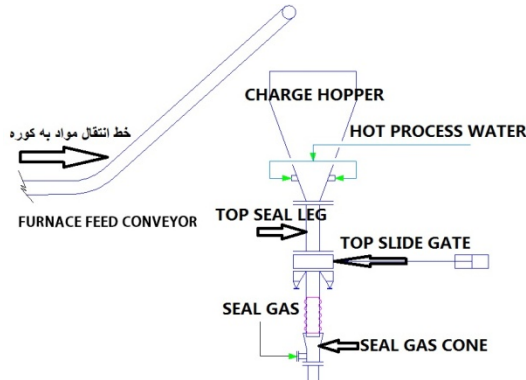 CHARGE HOPPER
خط انتقال مواد به کوره
HOT PROCESS WATER
FURNACE FEED CONVEYOR
TOP SEAL LEG
TOP SLIDE GATE
SEAL GAS
SEAL GAS CONE